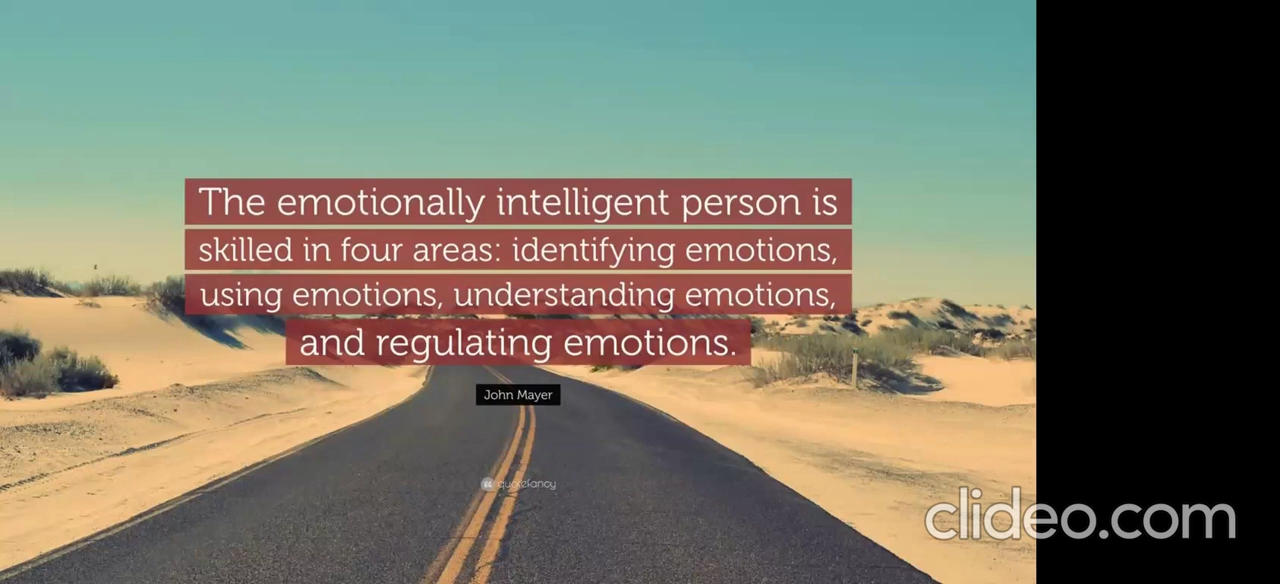 The emotionally intelligent person is
skilled in four areas: identifying emotions,
using emotions, understanding emotions,
and regulating emotions.
John Mayer
quotefancy
clideo.com